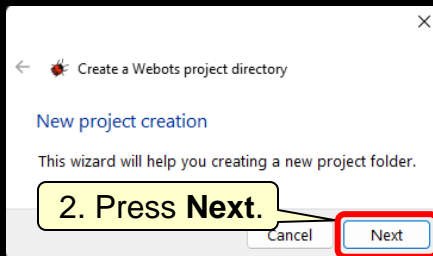 Create a Webots project directory
New project creation
This wizard will help you creating a new project folder.
2. Press Next.
Cancel
Next